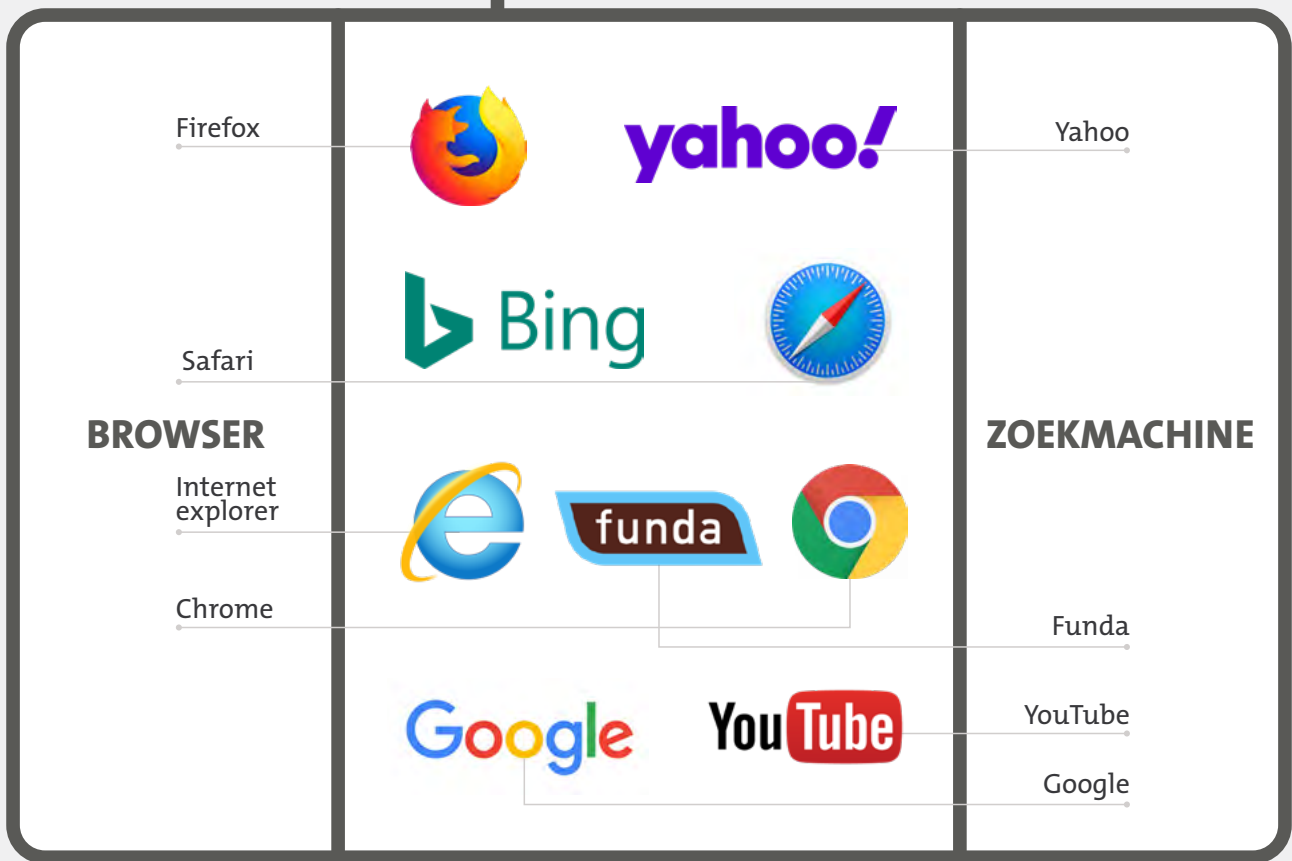 Firefox
yahoo!
Yahoo
Bing
Safari
BROWSER
ZOEKMACHINE
Internet
explorer
e
funda
Chrome
Funda
Google
YouTube
YouTube
Google